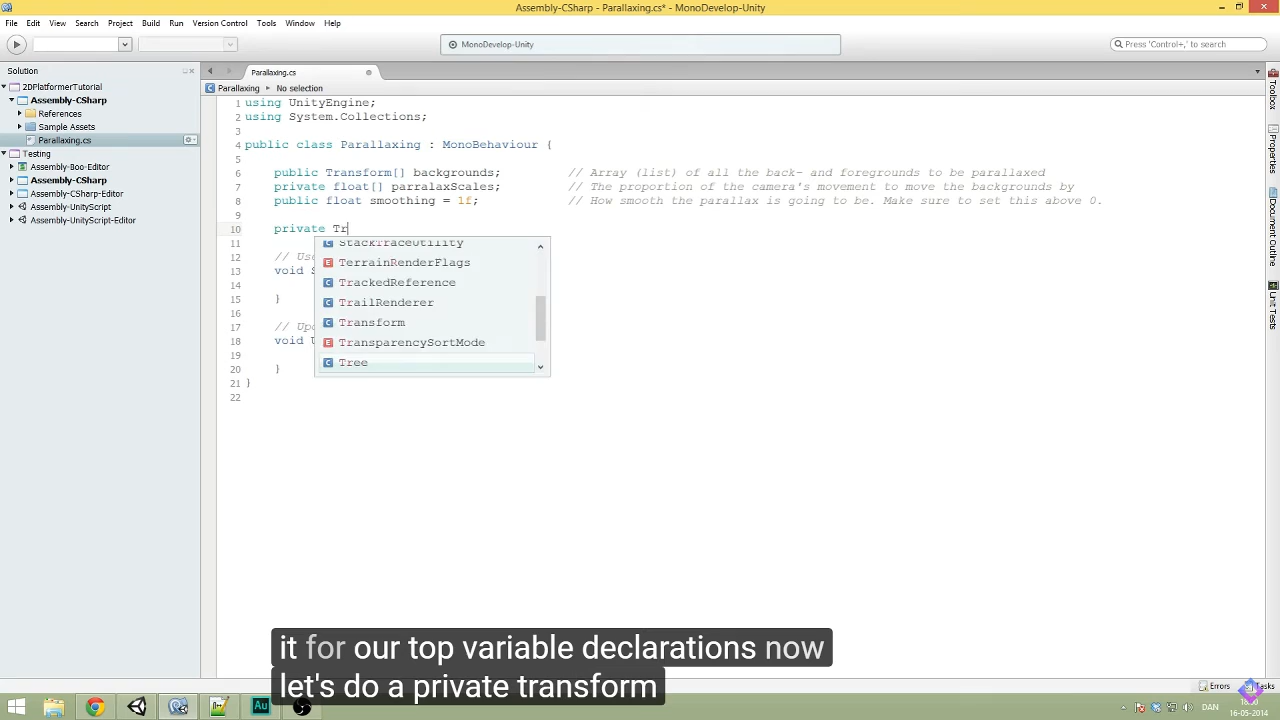 Assembly-CSharp - Parallaxing.cs* - MonoDevelop-Unity
File Edit View Search Project Build Run Version Control Tools Window Help
MonoDevelop-Unity
Press 'Control+,' to search
Solution
Parallaxing.cs
2DPlatformerTutorial
Parallaxing No selection
Assembly-CSharp
References
Sample Assets
Parallaxing.cs
Testing
Assembly-Boo-Editor
Assembly-CSharp
Assembly-CSharp-Editor
Assembly-UnityScript
Assembly-UnityScript-Editor
1 using UnityEngine;
2 using System.Collections;
3
4 public class Parallaxing : MonoBehaviour {
5
6 public Transform[] backgrounds; // Array (list) of all the back- and foregrounds to be parallaxed
7 private float[] parralaxScales; // The proportion of the camera's movement to move the backgrounds by
8 public float smoothing = 1f; // How smooth the parallax is going to be. Make sure to set this above 0.
9
10 private Tr
11
12 // Us
13 void S
14
15 }
16
17 // Up
18 void U
19
20 }
21 }
22
StackTraceUtility
TerrainRenderFlags
TrackedReference
TrailRenderer
Transform
TransparencySortMode
Tree
Toolbox
Properties
Document Outline
Unit Tests
it for our top variable declarations now
let's do a private transform
Errors Tasks
DAN
16-05-2014